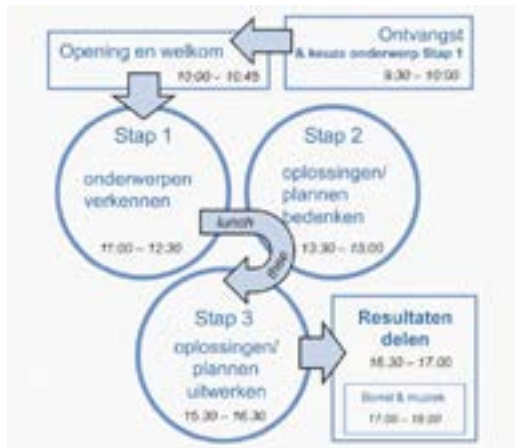 Ontvangst
& keuze onderwerp Stap 1
9:30 – 10:00
Opening en welkom
10:00 – 10:45
Stap 1
onderwerpen
verkennen
11:00 – 12:30
lunch
Stap 2
oplossingen/
plannen
bedenken
13:30 – 15:00
Stap 3
oplossingen/
plannen
uitwerken
15.30 – 16.30
Resultaten
delen
16.30 – 17.00
Borrel & muziek
17:00 – 18:00